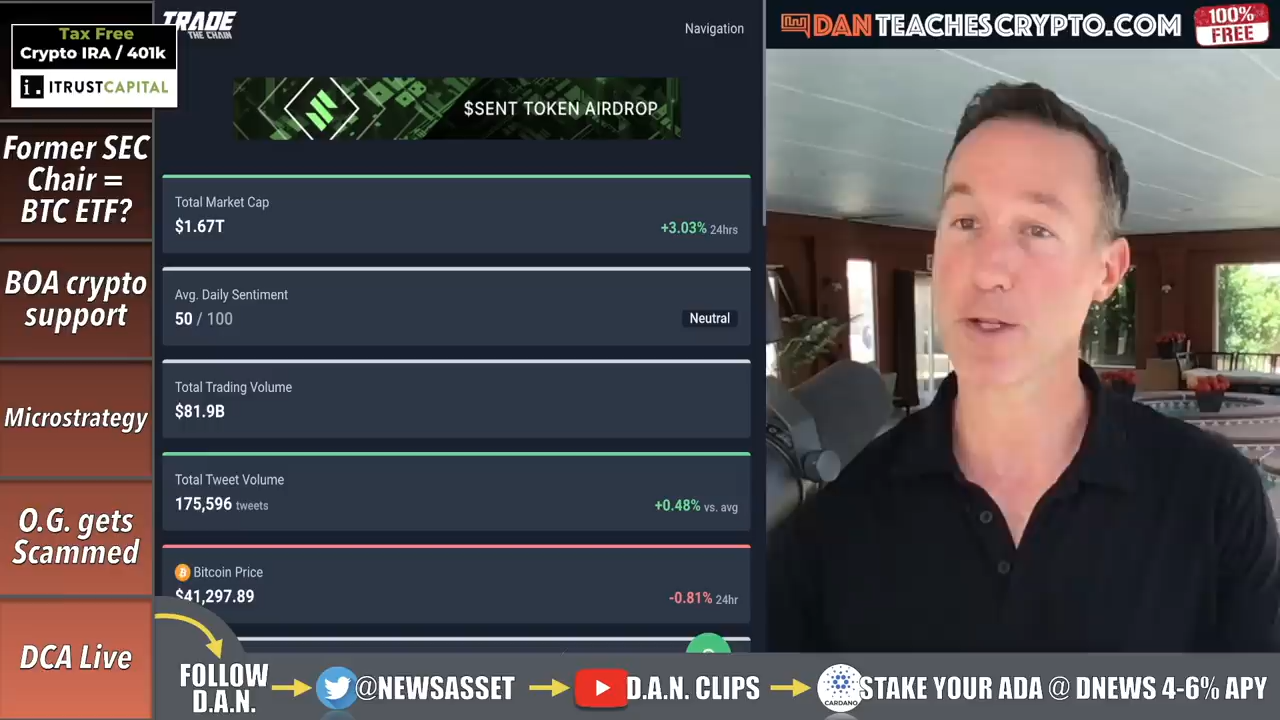 Tax Free
Crypto IRA / 401k
ITRUSTCAPITAL
Former SEC
Chair =
BTC ETF?
BOA crypto
support
Microstrategy
O.G. gets
Scammed
DCA Live
TRADE
THE CHAIN
Navigation
$SENT TOKEN AIRDROP
Total Market Cap
$1.67T
+3.03% 24hrs
Avg. Daily Sentiment
50 / 100
Neutral
Total Trading Volume
$81.9B
Total Tweet Volume
175,596 tweets
+0.48% vs. avg
Bitcoin Price
$41,297.89
-0.81% 24hr
DANTEACHESCRYPTO.COM
100%
FREE
FOLLOW
D.A.N.
@NEWSASSET
D.A.N. CLIPS
CARDANO
STAKE YOUR ADA @ DNEWS 4-6% APY